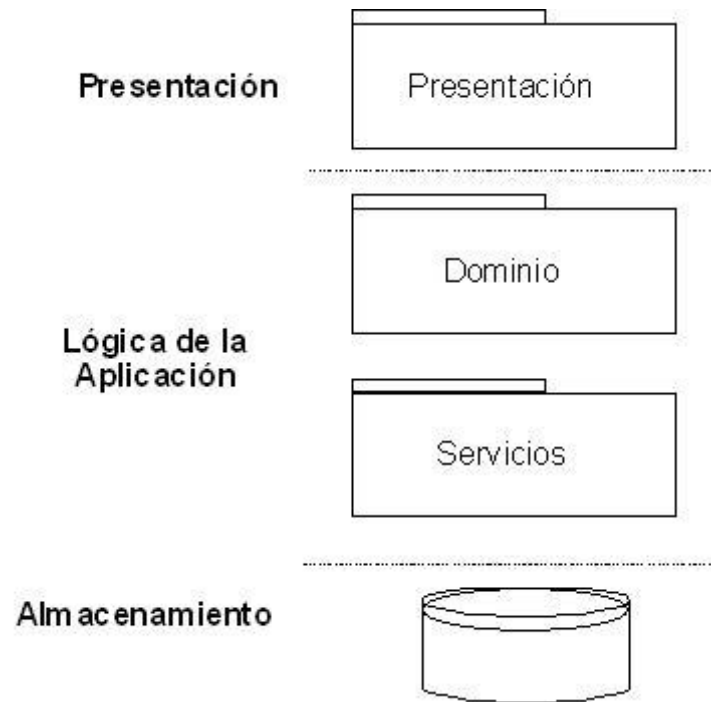 Presentación
Presentación
Dominio
Lógica de la
Aplicación
Servicios
Almacenamiento